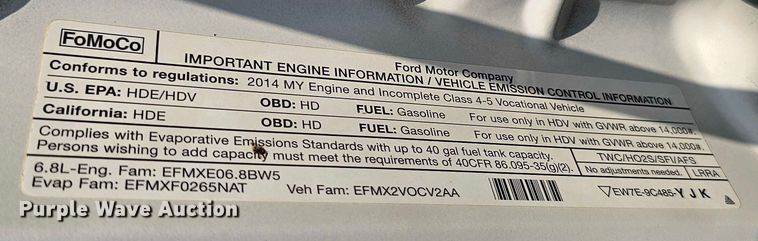 FoMoCo
Ford Motor Company
IMPORTANT ENGINE INFORMATION / VEHICLE EMISSION CONTROL INFORMATION
Conforms to regulations: 2014 MY Engine and Incomplete Class 4-5 Vocational Vehicle
U.S. EPA: HDE/HDV OBD: HD FUEL: Gasoline For use only in HDV with GVWR above 14,000#.
California: HDE OBD: HD FUEL: Gasoline For use only in HDV with GVWR above 14,000#.
Complies with Evaporative Emissions Standards with up to 40 gal fuel tank capacity.
Persons wishing to add capacity must meet the requirements of 40CFR 86.095-35(g)(2).
TWC/HO2S/SFI/AFS
No adjustments needed. LRRA
6.8L-Eng. Fam: EFMXE06.8BW5
Evap Fam: EFMXF0265NAT Veh Fam: EFMX2VOCV2AA
EW7E-9C485-Y J K
Purple Wave Auction